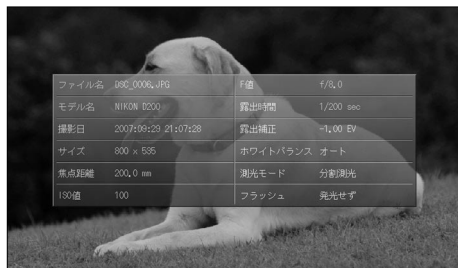 ファイル名 DSC_0006.JPG
モデル名 NIKON D200
撮影日 2007:09:29 21:07:28
サイズ 800 x 535
焦点距離 200.0 mm
ISO値 100
F値 f/8.0
露出時間 1/200 sec
露出補正 -1.00 EV
ホワイトバランス オート
測光モード 分割測光
フラッシュ 発光せず